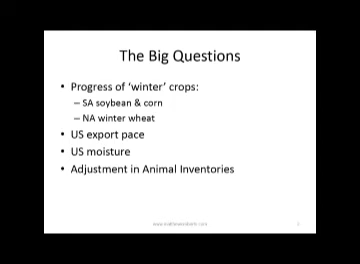 The Big Questions
• Progress of 'winter' crops:
– SA soybean & corn
– NA winter wheat
• US export pace
• US moisture
• Adjustment in Animal Inventories